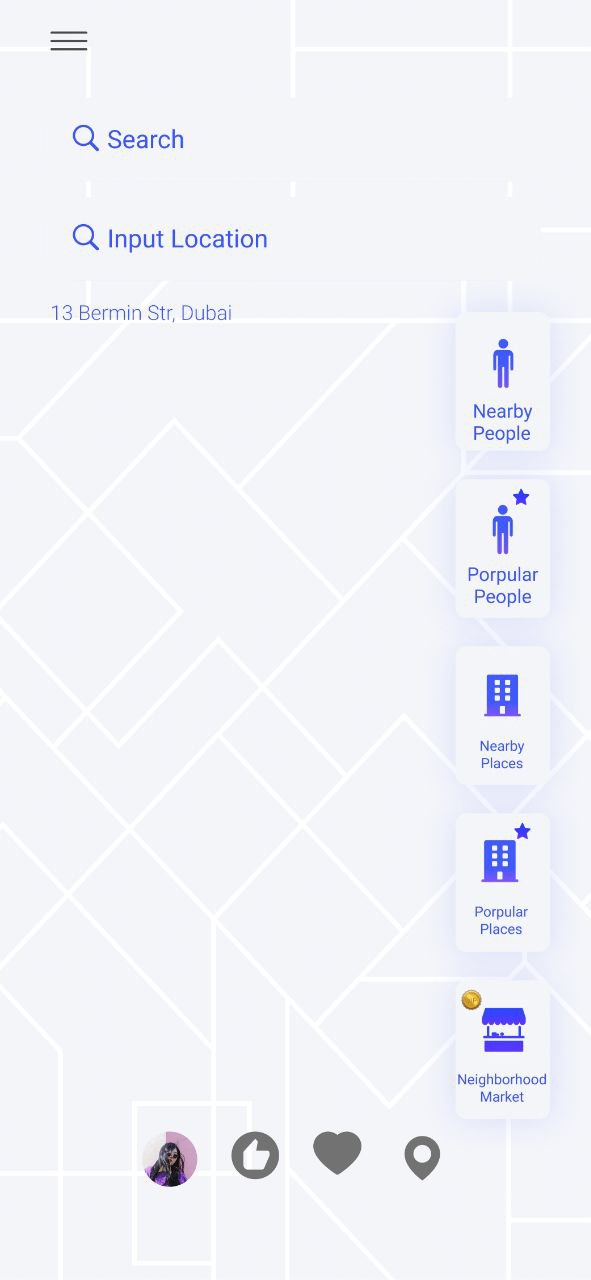 Search
Input Location
13 Bermin Str, Dubai
Nearby
People
Porpular
People
Nearby
Places
Porpular
Places
Neighborhood
Market